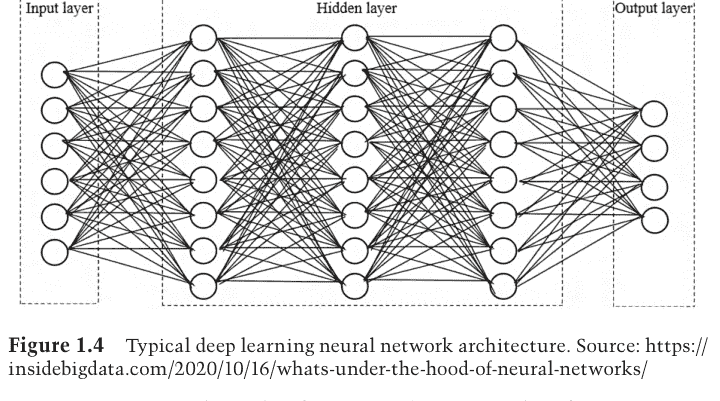 Input layer
Hidden layer
Output layer
Figure 1.4 Typical deep learning neural network architecture. Source: https://
insidebigdata.com/2020/10/16/whats-under-the-hood-of-neural-networks/